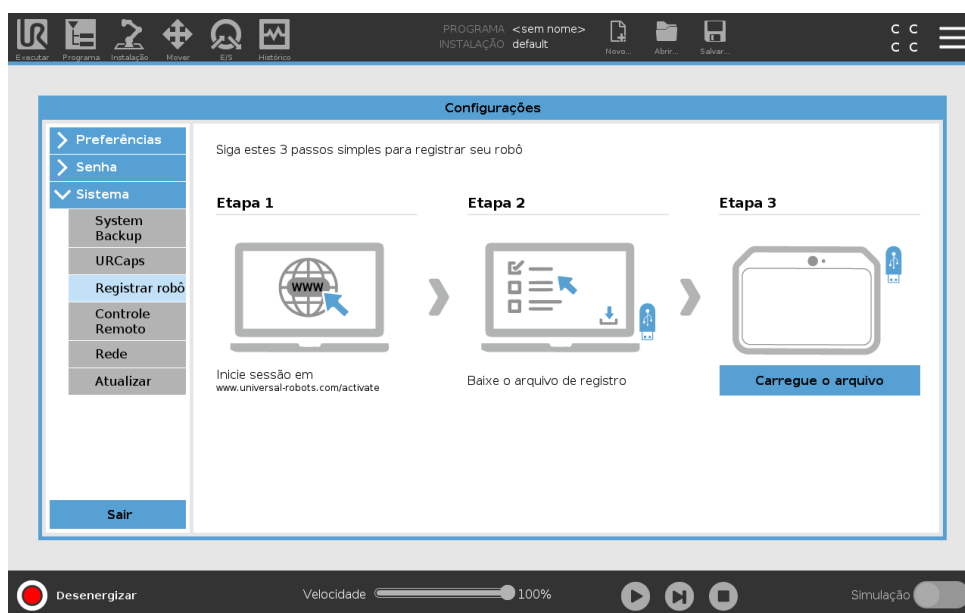 UR
PROGRAMA <sem nome>
INSTALAÇÃO default
C C
C C
Executar Programa Instalação Mover E/S Histórico Novo... Abrir... Salvar...
Configurações
Preferências
Senha
Sistema
System
Backup
URCaps
Registrar robô
Controle
Remoto
Rede
Atualizar
Sair
Siga estes 3 passos simples para registrar seu robô
Etapa 1
WWW
Inicie sessão em
www.universal-robots.com/activate
Etapa 2
Baixe o arquivo de registro
Etapa 3
Carregue o arquivo
Desenergizar Velocidade 100% Simulação